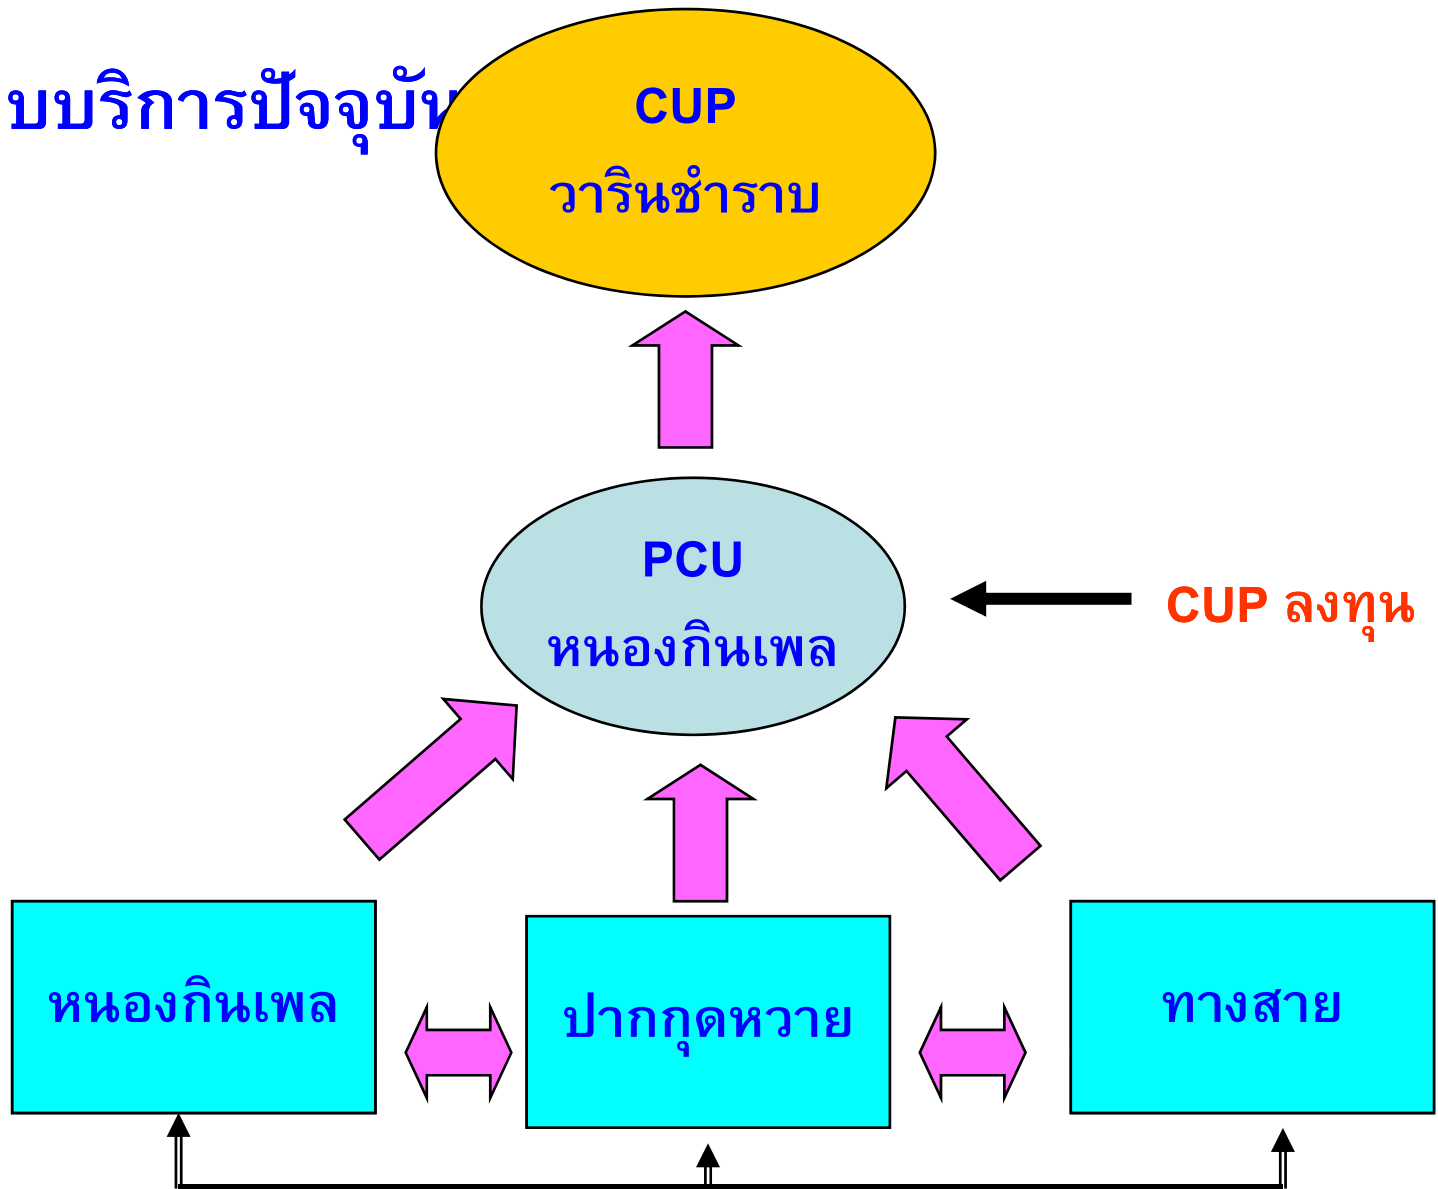 บบริการปัจจุบัน
CUP
วารินชำราบ
PCU
หนองกินเพล
CUP ลงทุน
หนองกินเพล
ปากกุดหวาย
ทางสาย